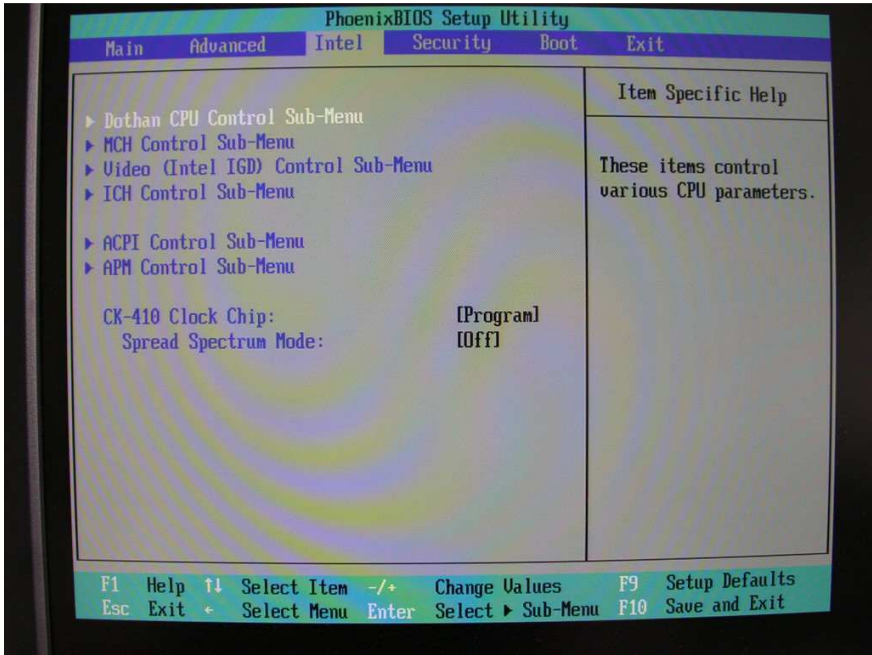 PhoenixBIOS Setup Utility
Main Advanced Intel Security Boot Exit
Item Specific Help
▶ Dothan CPU Control Sub-Menu
▶ MCH Control Sub-Menu
▶ Video (Intel IGD) Control Sub-Menu
▶ ICH Control Sub-Menu
▶ ACPI Control Sub-Menu
▶ APM Control Sub-Menu
CK-410 Clock Chip: [Program]
Spread Spectrum Mode: [Off]
These items control
various CPU parameters.
F1 Help ↑↓ Select Item -/+ Change Values F9 Setup Defaults
Esc Exit ← Select Menu Enter Select ▶ Sub-Menu F10 Save and Exit